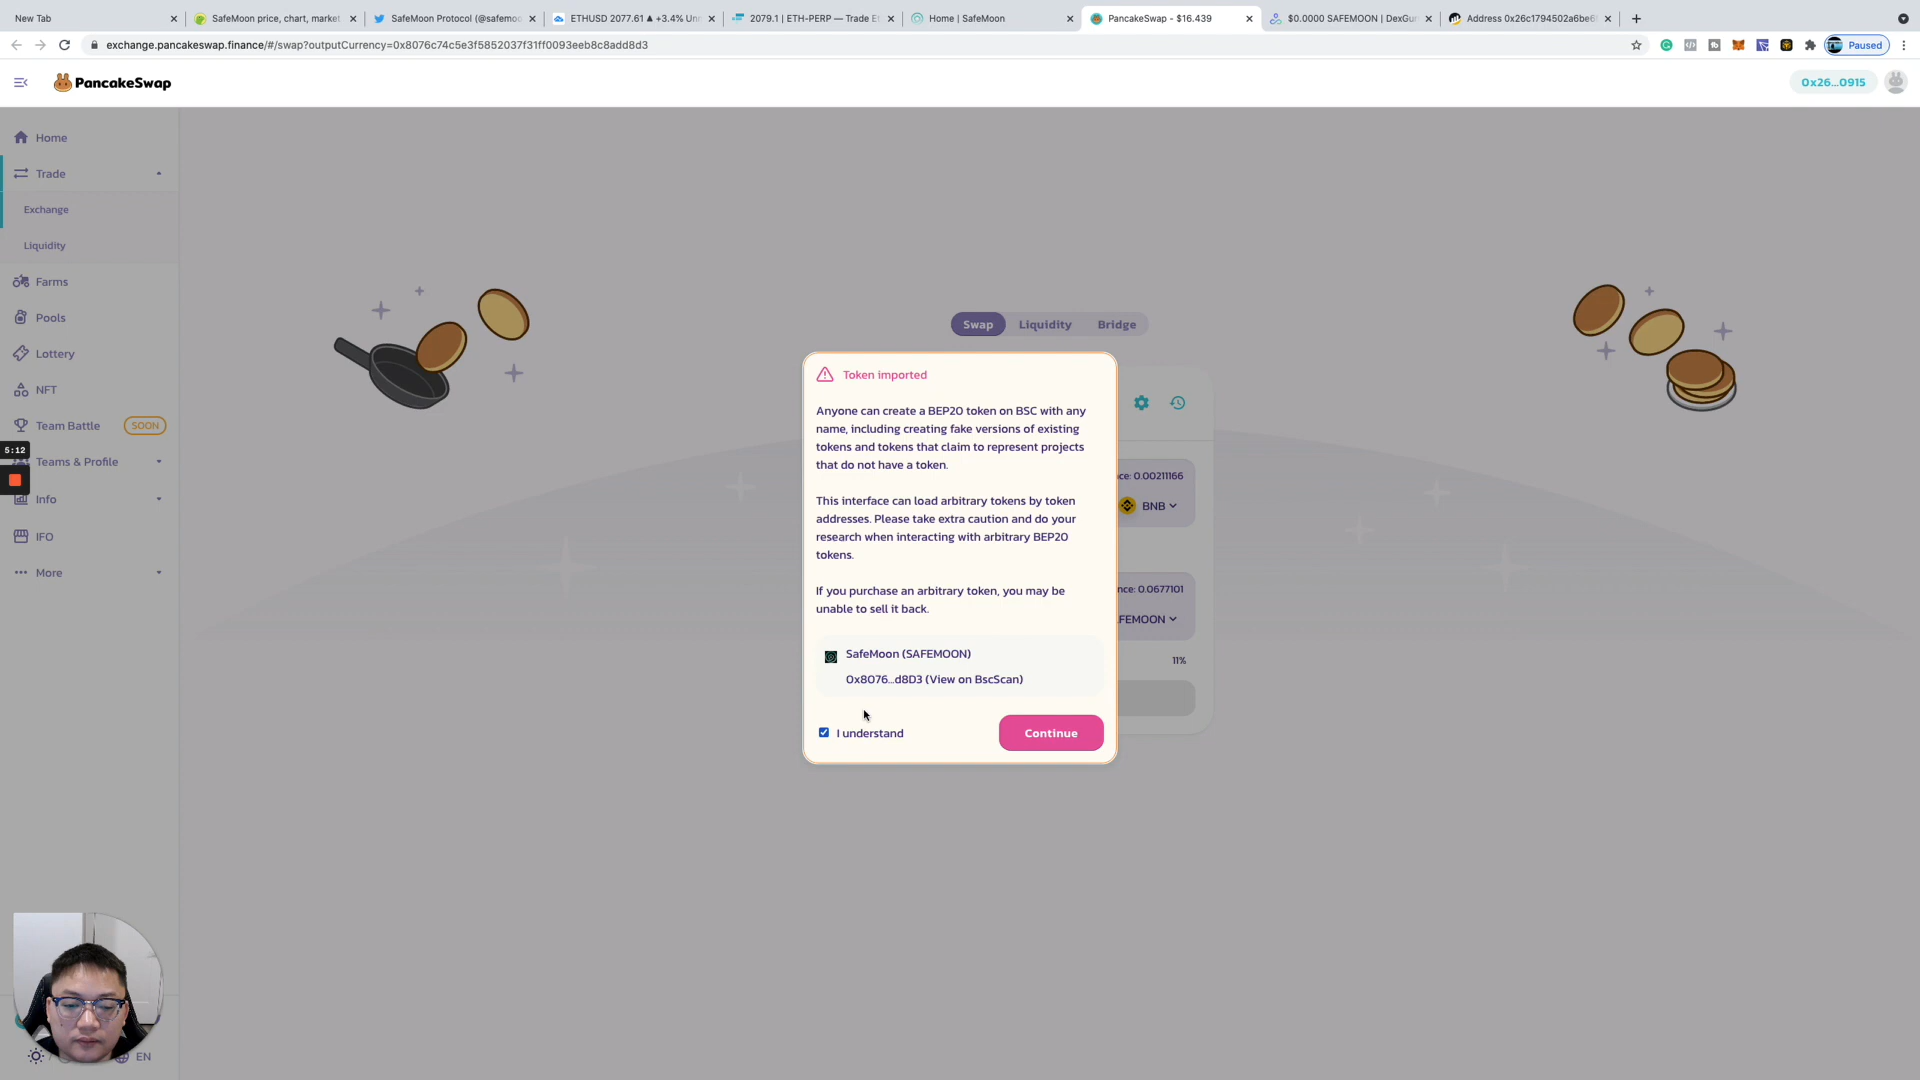 New Tab
SafeMoon price, chart, market
SafeMoon Protocol (@safemoo
ETHUSD 2077.61 ▲ +3.4% Unn
2079.1 | ETH-PERP — Trade E
Home | SafeMoon
PancakeSwap - $16.439
$0.0000 SAFEMOON | DexGur
Address 0x26c1794502a6be6
exchange.pancakeswap.finance/#/swap?outputCurrency=0x8076c74c5e3f5852037f31ff0093eeb8c8add8d3
Paused
PancakeSwap
0x26...0915
Home
Trade
Exchange
Liquidity
Farms
Pools
Lottery
NFT
Team Battle
SOON
5:12
Teams & Profile
Info
IFO
More
EN
Swap
Liquidity
Bridge
Token imported
Anyone can create a BEP20 token on BSC with any
name, including creating fake versions of existing
tokens and tokens that claim to represent projects
that do not have a token.
This interface can load arbitrary tokens by token
addresses. Please take extra caution and do your
research when interacting with arbitrary BEP20
tokens.
If you purchase an arbitrary token, you may be
unable to sell it back.
SafeMoon (SAFEMOON)
0x8076...d8D3 (View on BscScan)
I understand
Continue
nce: 0.00211166
BNB
nce: 0.0677101
FEMOON
11%